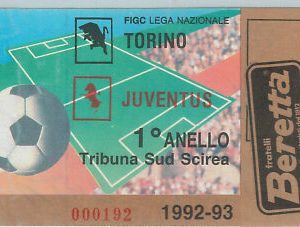 FIGC LEGA NAZIONALE
TORINO
JUVENTUS
1° ANELLO
Tribuna Sud Scirea
000192 1992-93
fratelli
Beretta